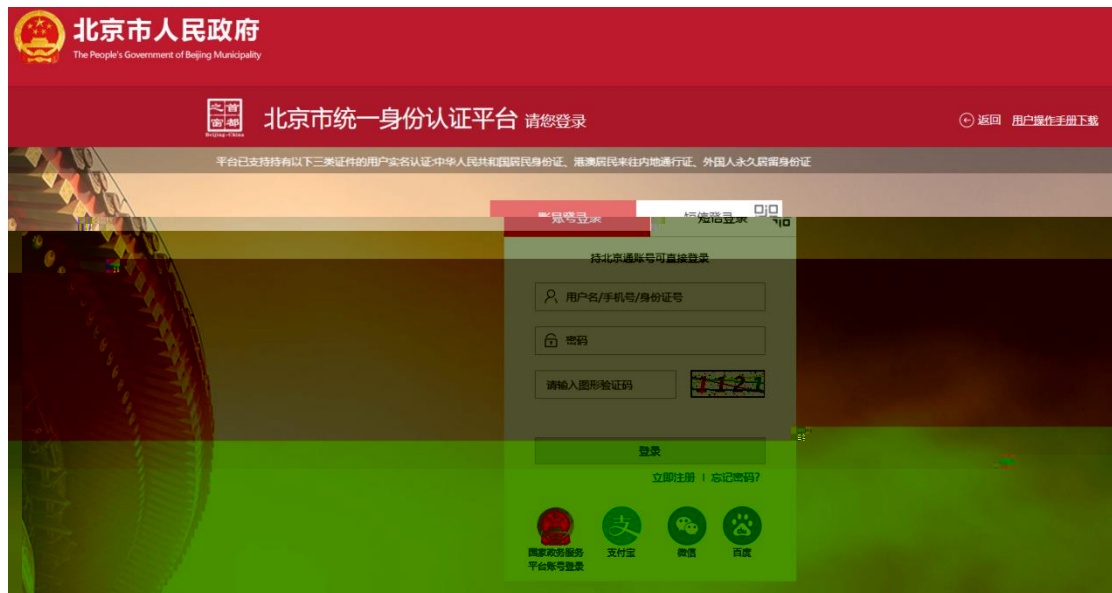 北京市人民政府
The People's Government of Beijing Municipality
之首
窗都
Beijing-China
北京市统一身份认证平台 请您登录
返回 用户操作手册下载
平台已支持持有以下三类证件的用户实名认证:中华人民共和国居民身份证、港澳居民来往内地通行证、外国人永久居留身份证
账号登录 短信登录
持北京通账号可直接登录
用户名/手机号/身份证号
密码
请输入图形验证码 1121
登录
立即注册 | 忘记密码?
国家政务服务 支付宝 微信 百度
平台账号登录